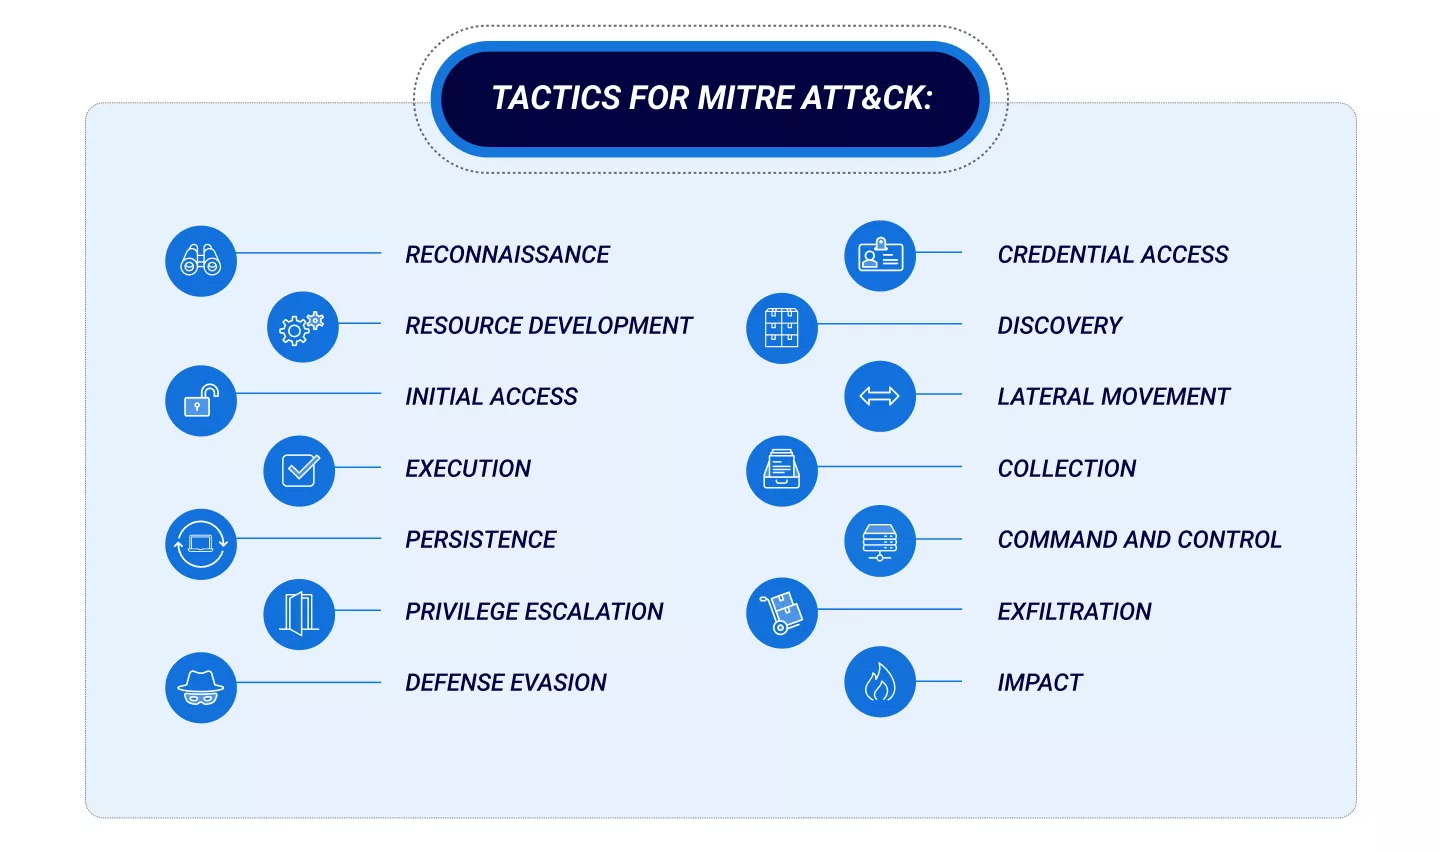 TACTICS FOR MITRE ATT&CK:
RECONNAISSANCE
RESOURCE DEVELOPMENT
INITIAL ACCESS
EXECUTION
PERSISTENCE
PRIVILEGE ESCALATION
DEFENSE EVASION
CREDENTIAL ACCESS
DISCOVERY
LATERAL MOVEMENT
COLLECTION
COMMAND AND CONTROL
EXFILTRATION
IMPACT